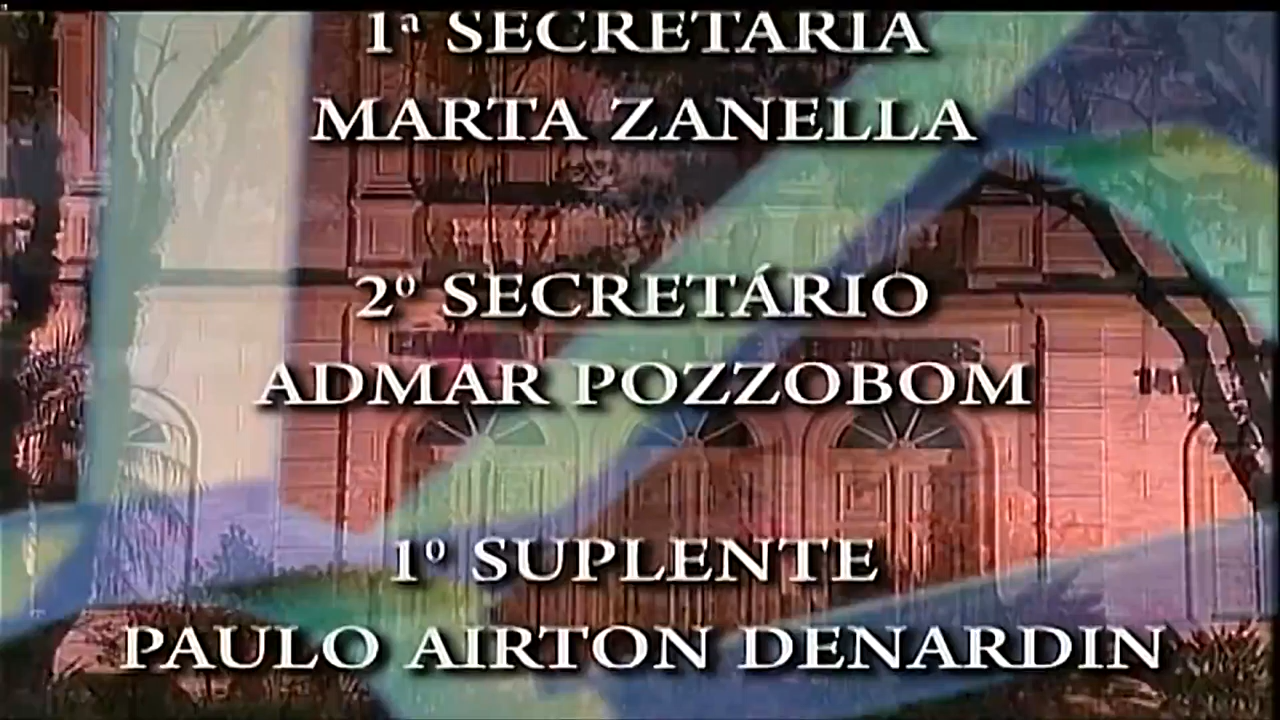 1ª SECRETARIA
MARTA ZANELLA
2º SECRETÁRIO
ADMAR POZZOBOM
1º SUPLENTE
PAULO AIRTON DENARDIN